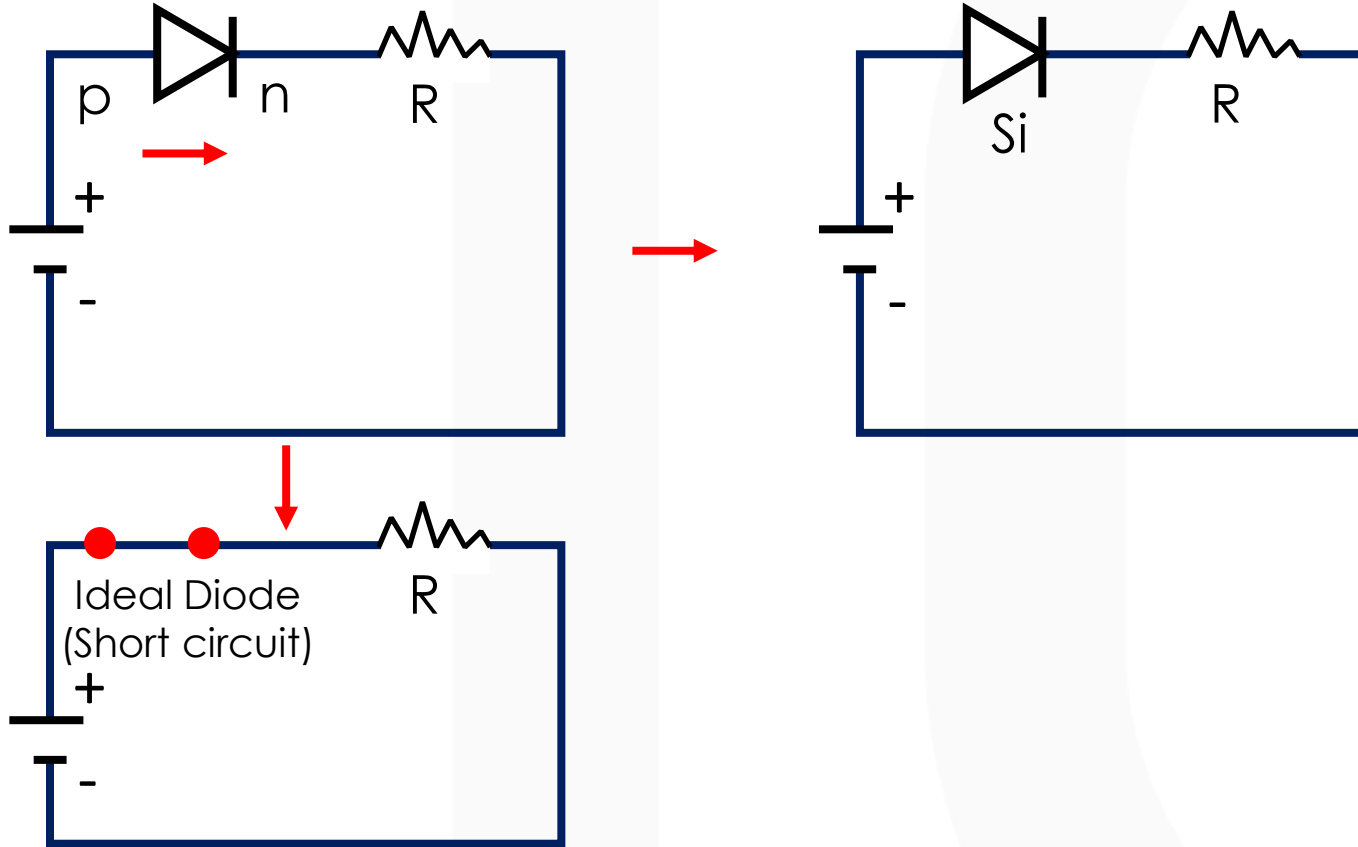 p
n
R
+
-
Si
R
+
-
Ideal Diode
(Short circuit)
R
+
-